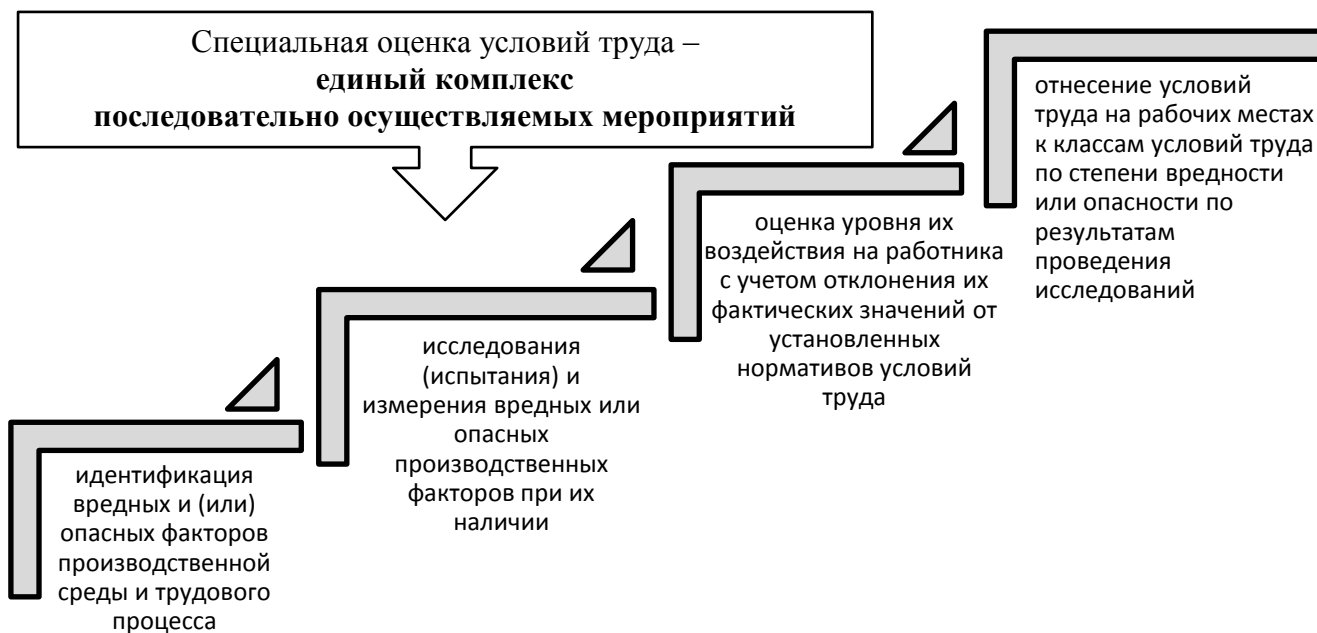 Специальная оценка условий труда –
единый комплекс
последовательно осуществляемых мероприятий
идентификация
вредных и (или)
опасных факторов
производственной
среды и трудового
процесса
исследования
(испытания) и
измерения вредных или
опасных
производственных
факторов при их
наличии
оценка уровня их
воздействия на работника
с учетом отклонения их
фактических значений от
установленных
нормативов условий
труда
отнесение условий
труда на рабочих местах
к классам условий труда
по степени вредности
или опасности по
результатам
проведения
исследований